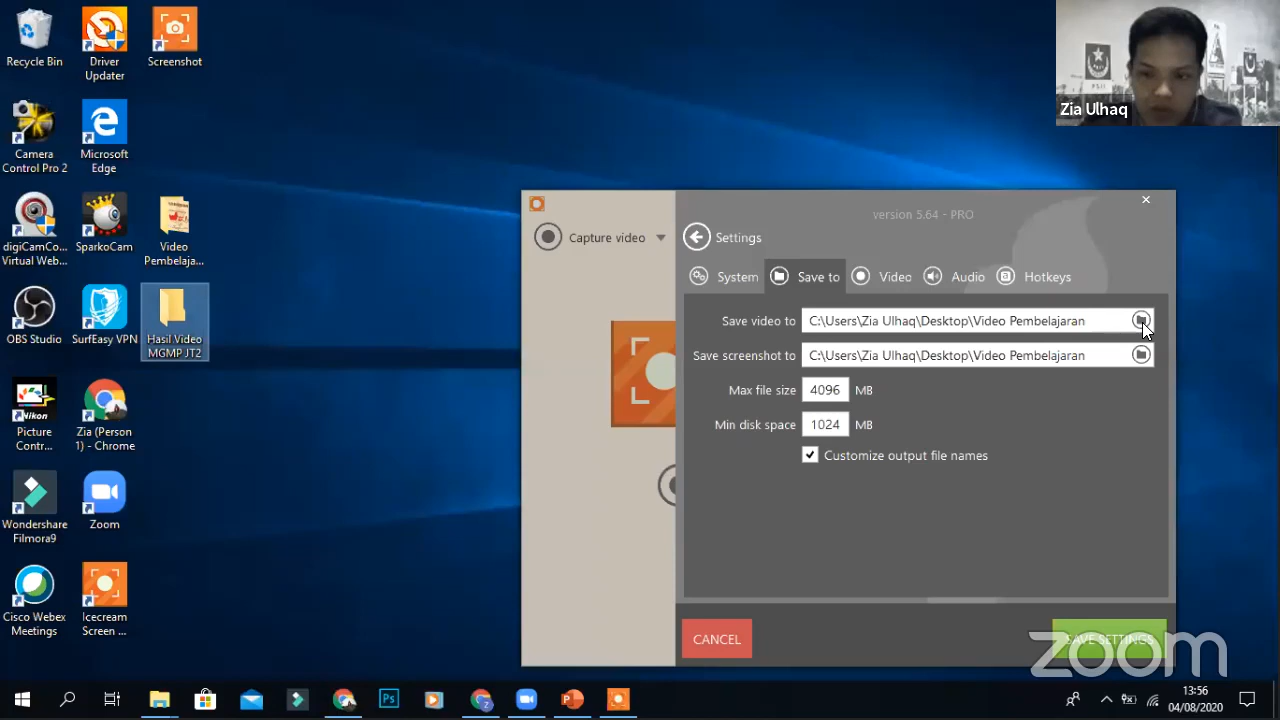 Recycle Bin
Driver
Updater
Screenshot
Camera
Control Pro 2
Microsoft
Edge
digiCamCo...
Virtual Web...
SparkoCam
Video
Pembelaja...
OBS Studio
SurfEasy VPN
Hasil Video
MGMP JT2
Nikon
Picture
Contr...
Zia (Person
1) - Chrome
Wondershare
Filmora9
Zoom
Cisco Webex
Meetings
Icecream
Screen ...
Zia Ulhaq
version 5.64 - PRO
Capture video
Settings
System
Save to
Video
Audio
Hotkeys
Save video to
C:\Users\Zia Ulhaq\Desktop\Video Pembelajaran
Save screenshot to
C:\Users\Zia Ulhaq\Desktop\Video Pembelajaran
Max file size
4096
MB
Min disk space
1024
MB
Customize output file names
CANCEL
SAVE SETTINGS
zoom
Ps
13:56
04/08/2020